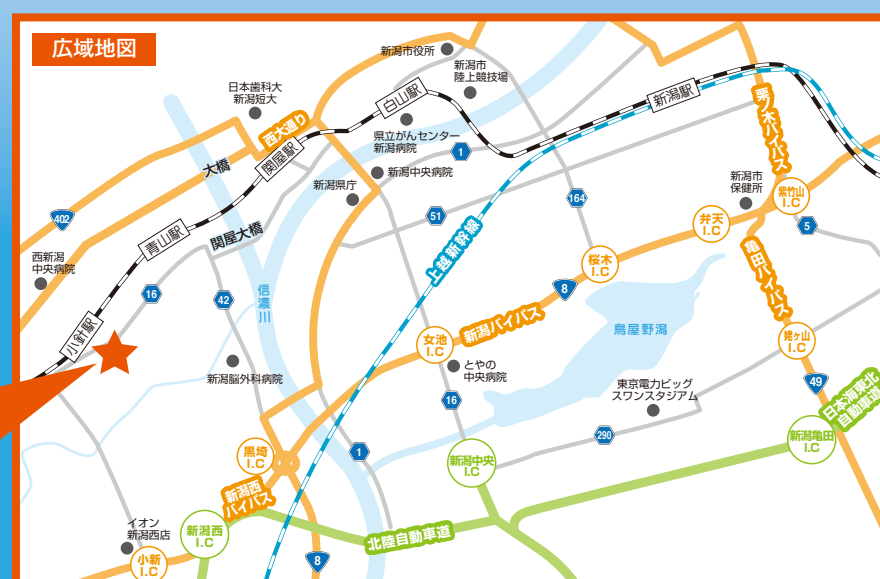 広域地図
新潟市役所
新潟市
陸上競技場
日本歯科大
新潟短大
白山駅
新潟駅
西大通り
県立がんセンター
新潟病院
栗ノ木バイパス
大橋
関屋駅
1
新潟中央病院
新潟県庁
新潟市
保健所
紫竹山
I.C
164
402
51
弁天
I.C
5
青山駅
関屋大橋
上越新幹線
西新潟
中央病院
桜木
I.C
亀田バイパス
16
42
信濃川
8
鳥屋野潟
小針駅
新潟バイパス
女池
I.C
姥ヶ山
I.C
新潟脳外科病院
とやの
中央病院
東京電力ビッグ
スワンスタジアム
49
日本海東北
自動車道
16
290
新潟亀田
I.C
黒埼
I.C
1
新潟中央
I.C
新潟西
バイパス
イオン
新潟西店
新潟西
I.C
北陸自動車道
小新
I.C
8